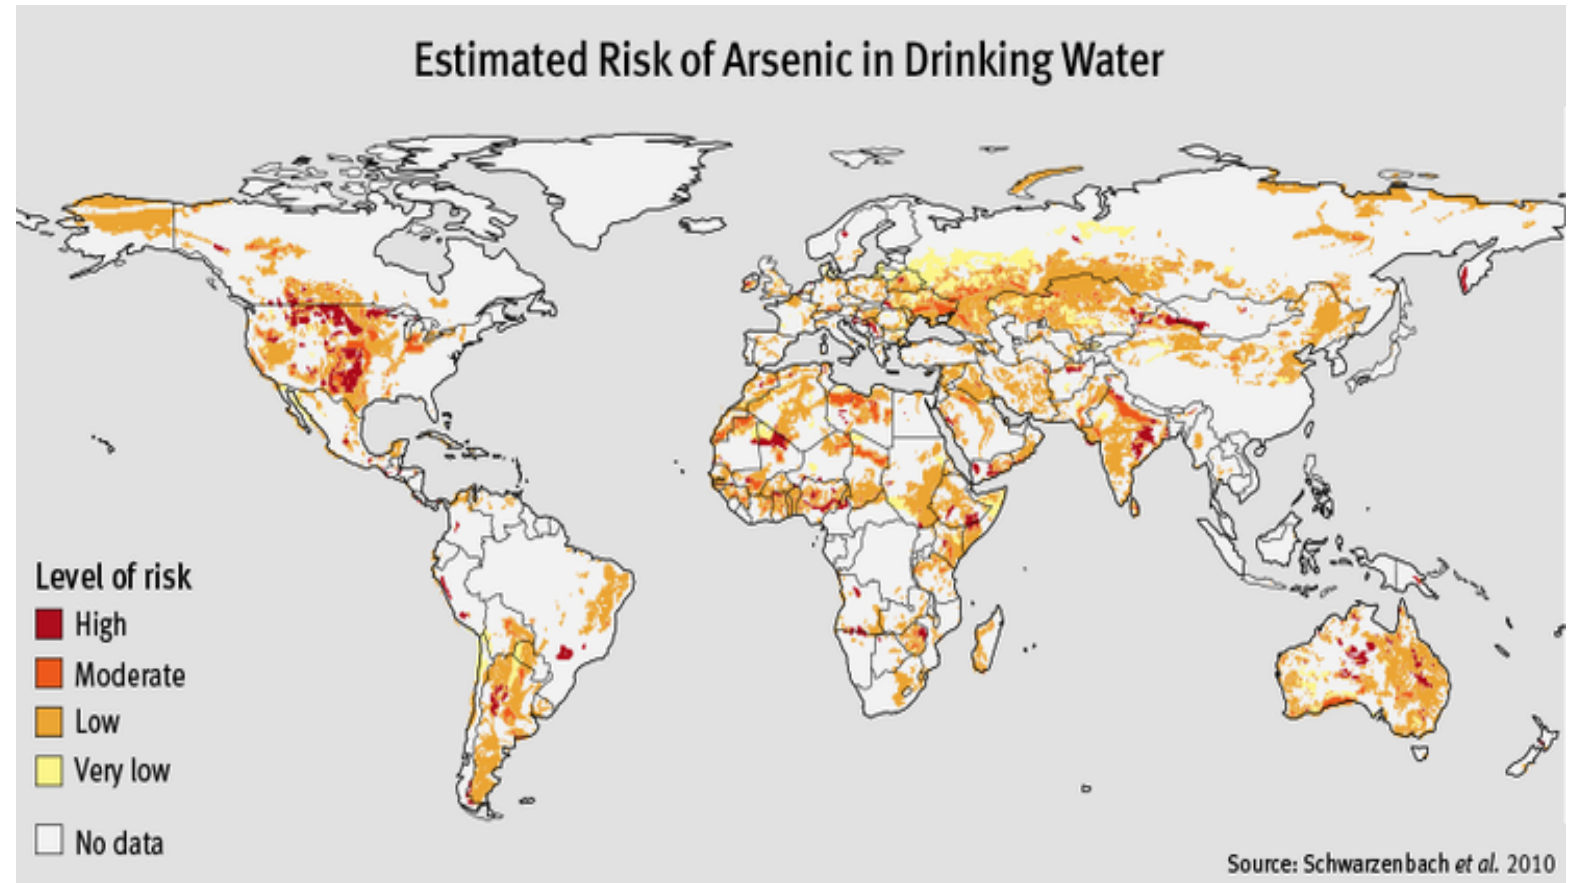 Estimated Risk of Arsenic in Drinking Water
Level of risk
High
Moderate
Low
Very low
No data
Source: Schwarzenbach et al. 2010